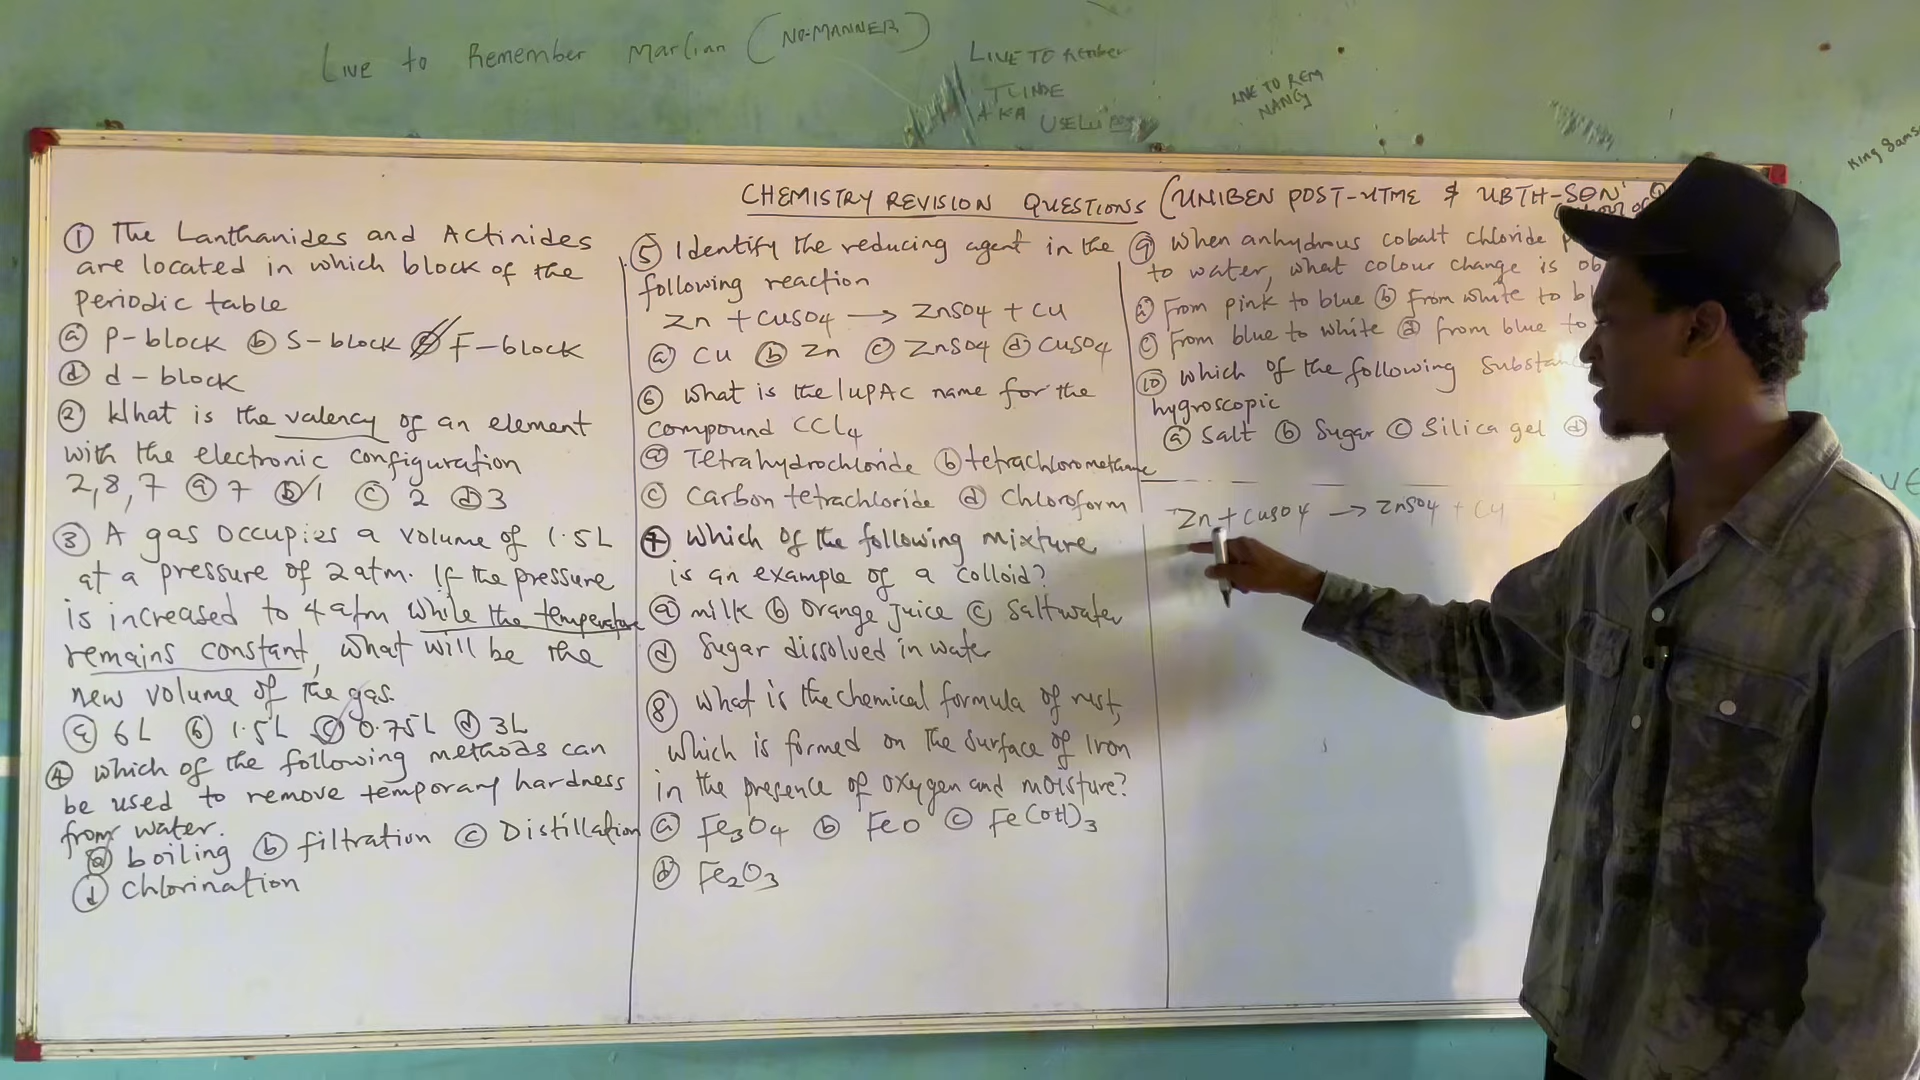 Live to Remember Marlian (NO-MANNER)
LIVE TO Remember
TUNDE
AKA USELU
LIVE TO REM
NANCY
King
CHEMISTRY REVISION QUESTIONS (UNIBEN POST-UTME & UBTH-SON
① The Lanthanides and Actinides
are located in which block of the
periodic table
ⓐ P-block ⓑ S-block ⓒ F-block
ⓓ d-block
② What is the valency of an element
with the electronic configuration
2,8,7 ⓐ 7 ⓑ 1 ⓒ 2 ⓓ 3
③ A gas occupies a volume of 1.5L
at a pressure of 2 atm. If the pressure
is increased to 4 atm while the temperature
remains constant, what will be the
new volume of the gas.
ⓐ 6L ⓑ 1.5L ⓒ 0.75L ⓓ 3L
④ which of the following methods can
be used to remove temporary hardness
from water.
ⓐ boiling ⓑ filtration ⓒ Distillation
ⓓ Chlorination
⑤ Identify the reducing agent in the
following reaction
Zn + CuSO4 → ZnSO4 + Cu
ⓐ Cu ⓑ Zn ⓒ ZnSO4 ⓓ CuSO4
⑥ What is the IUPAC name for the
compound CCl4
ⓐ Tetrahydrochloride ⓑ tetrachloromethane
ⓒ Carbon tetrachloride ⓓ Chloroform
⑦ Which of the following mixture
is an example of a colloid?
ⓐ milk ⓑ Orange juice ⓒ Saltwater
ⓓ Sugar dissolved in water
⑧ What is the chemical formula of rust,
which is formed on the surface of Iron
in the presence of oxygen and moisture?
ⓐ Fe3O4 ⓑ FeO ⓒ Fe(OH)3
ⓓ Fe2O3
⑨ When anhydrous cobalt chloride
to water, what colour change is
ⓐ From pink to blue ⓑ from white to
ⓒ From blue to white ⓓ from blue to
⑩ Which of the following
hygroscopic
ⓐ Salt ⓑ Sugar ⓒ Silica gel ⓓ
Zn + CuSO4 → ZnSO4 + Cu